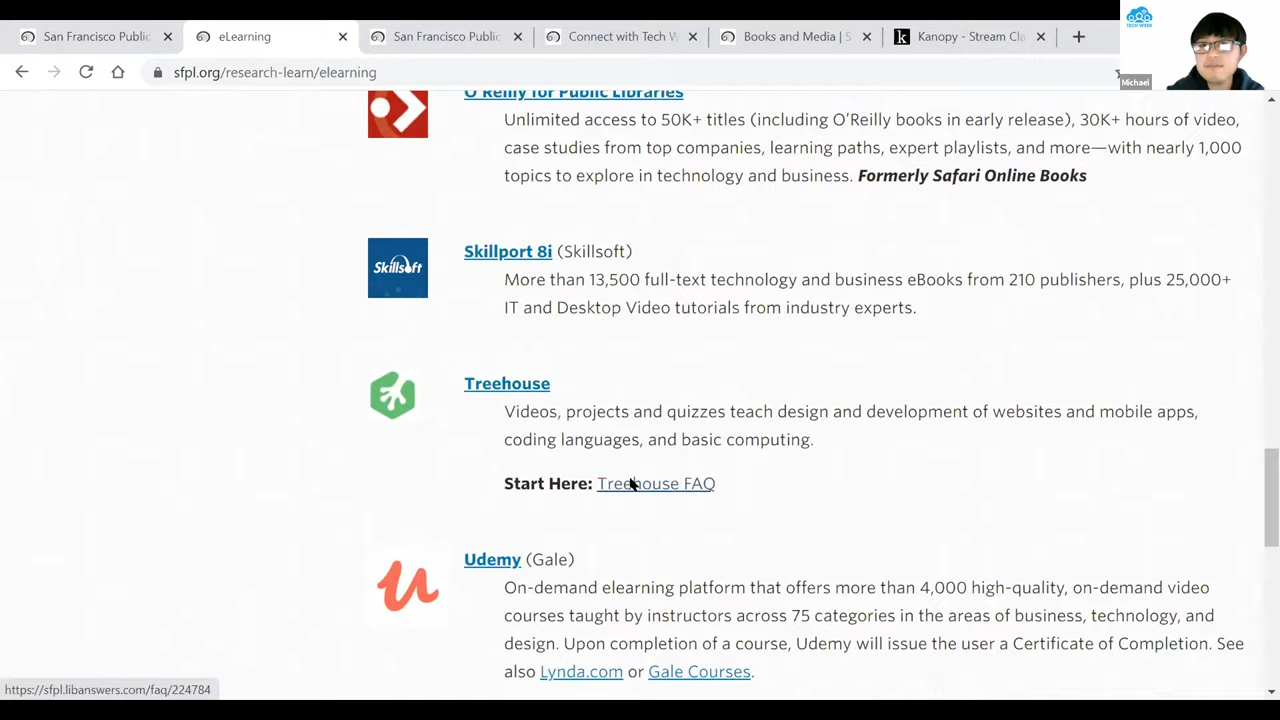 San Francisco Public
eLearning
San Francisco Public
Connect with Tech W
Books and Media | S
k
Kanopy - Stream Cla
TECH WEEK
sfpl.org/research-learn/elearning
Michael
O'Reilly for Public Libraries
Unlimited access to 50K+ titles (including O’Reilly books in early release), 30K+ hours of video,
case studies from top companies, learning paths, expert playlists, and more—with nearly 1,000
topics to explore in technology and business. Formerly Safari Online Books
Skillsoft
Skillport 8i (Skillsoft)
More than 13,500 full-text technology and business eBooks from 210 publishers, plus 25,000+
IT and Desktop Video tutorials from industry experts.
Treehouse
Videos, projects and quizzes teach design and development of websites and mobile apps,
coding languages, and basic computing.
Start Here: Treehouse FAQ
Udemy (Gale)
On-demand elearning platform that offers more than 4,000 high-quality, on-demand video
courses taught by instructors across 75 categories in the areas of business, technology, and
design. Upon completion of a course, Udemy will issue the user a Certificate of Completion. See
also Lynda.com or Gale Courses.
https://sfpl.libanswers.com/faq/224784